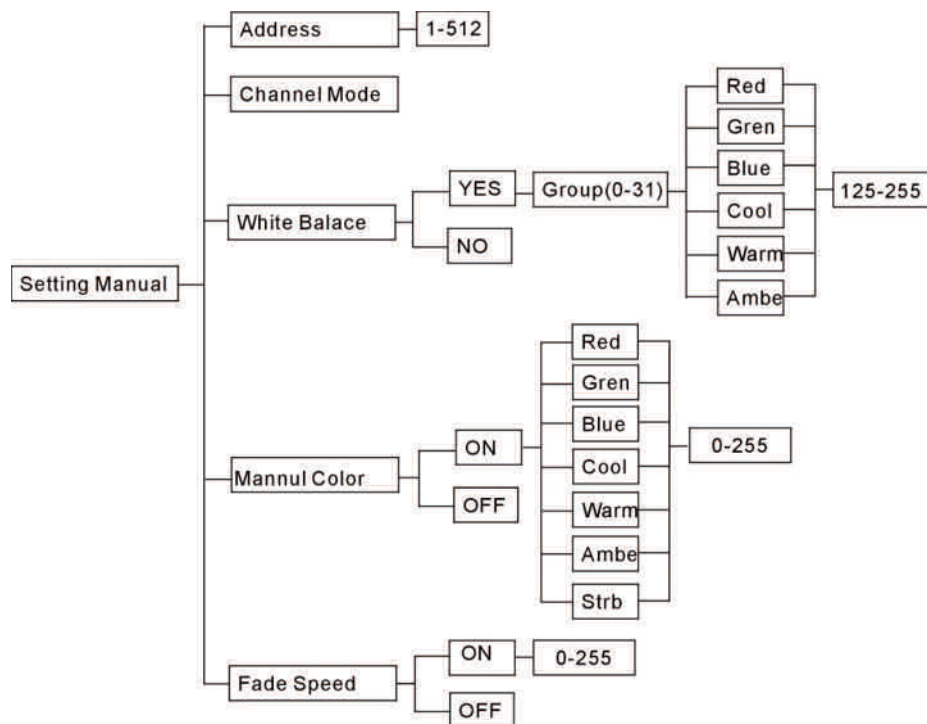 Setting Manual
Address
1-512
Channel Mode
White Balace
YES
Group(0-31)
Red
Gren
Blue
Cool
Warm
Ambe
125-255
NO
Mannul Color
ON
Red
Gren
Blue
Cool
Warm
Ambe
Strb
0-255
OFF
Fade Speed
ON
0-255
OFF